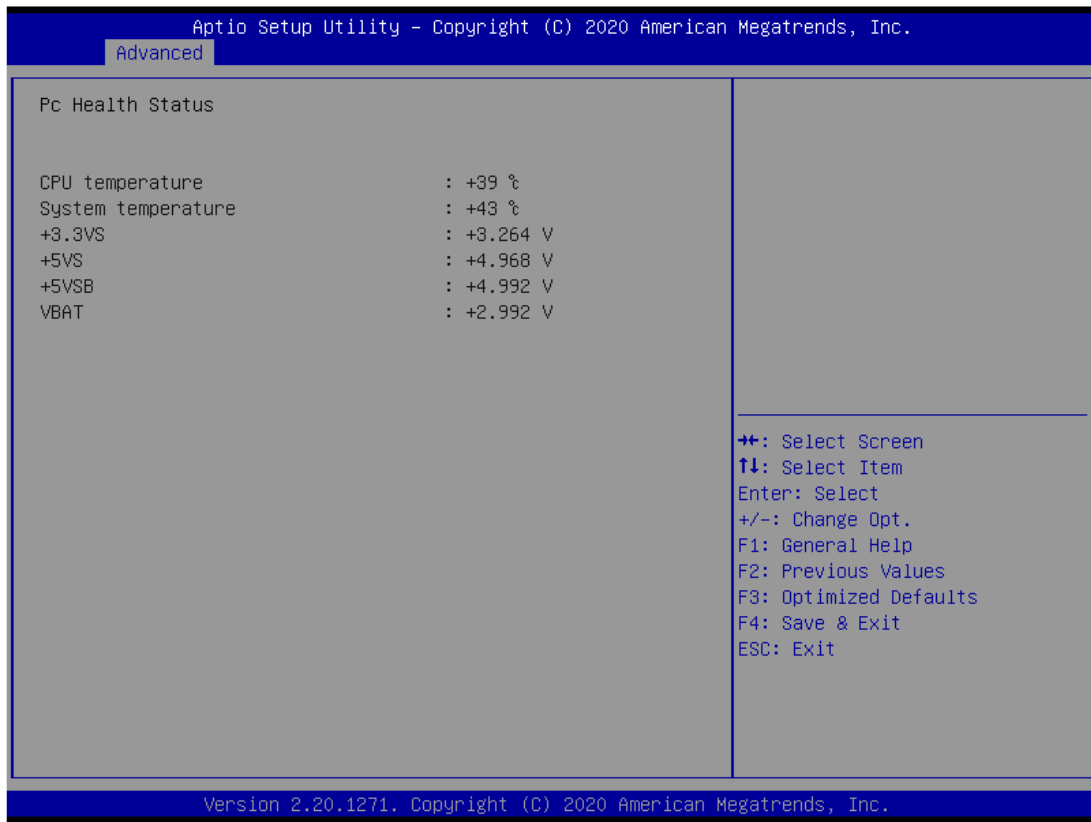 Aptio Setup Utility – Copyright (C) 2020 American Megatrends, Inc.
Advanced
Pc Health Status
CPU temperature : +39 ℃
System temperature : +43 ℃
+3.3VS : +3.264 V
+5VS : +4.968 V
+5VSB : +4.992 V
VBAT : +2.992 V
→←: Select Screen
↑↓: Select Item
Enter: Select
+/-: Change Opt.
F1: General Help
F2: Previous Values
F3: Optimized Defaults
F4: Save & Exit
ESC: Exit
Version 2.20.1271. Copyright (C) 2020 American Megatrends, Inc.